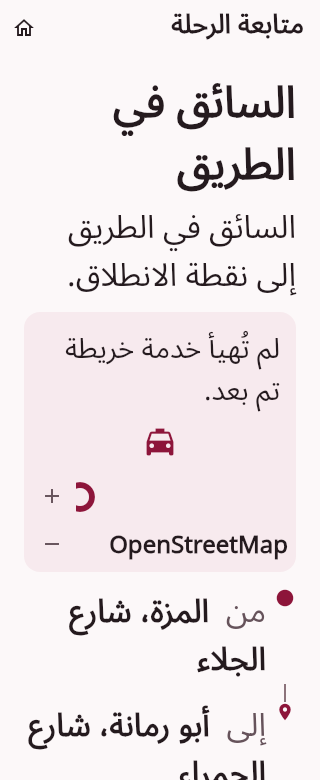 متابعة الرحلة
السائق في
الطريق
السائق في الطريق
إلى نقطة الانطلاق.
لم تُهيأ خدمة خريطة
تم بعد.
+
−
OpenStreetMap
من المزة، شارع
الجلاء
إلى أبو رمانة، شارع
الحمراء